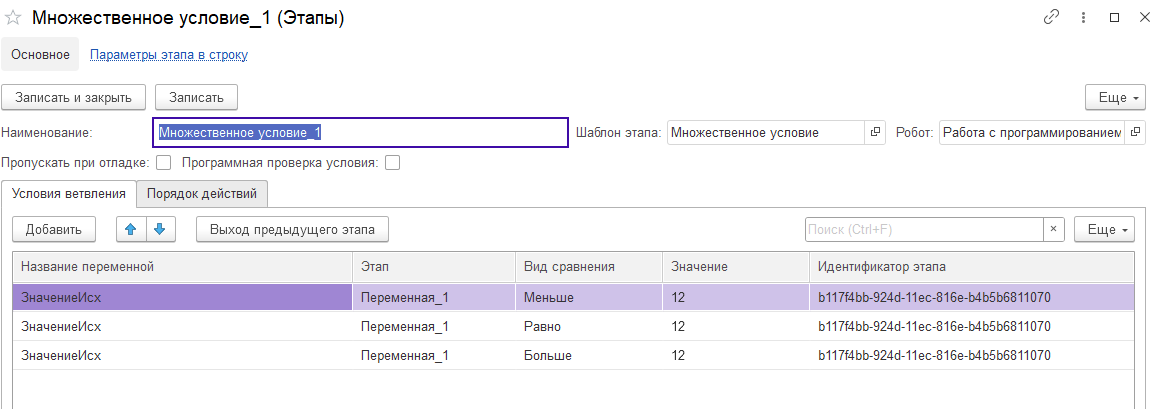 Множественное условие_1 (Этапы)
Основное Параметры этапа в строку
Записать и закрыть Записать Еще
Наименование: Множественное условие_1 Шаблон этапа: Множественное условие Робот: Работа с программированием
Пропускать при отладке: Программная проверка условия:
Условия ветвления Порядок действий
Добавить Выход предыдущего этапа Поиск (Ctrl+F) × Еще
Название переменной Этап Вид сравнения Значение Идентификатор этапа
ЗначениеИсх Переменная_1 Меньше 12 b117f4bb-924d-11ec-816e-b4b5b6811070
ЗначениеИсх Переменная_1 Равно 12 b117f4bb-924d-11ec-816e-b4b5b6811070
ЗначениеИсх Переменная_1 Больше 12 b117f4bb-924d-11ec-816e-b4b5b6811070